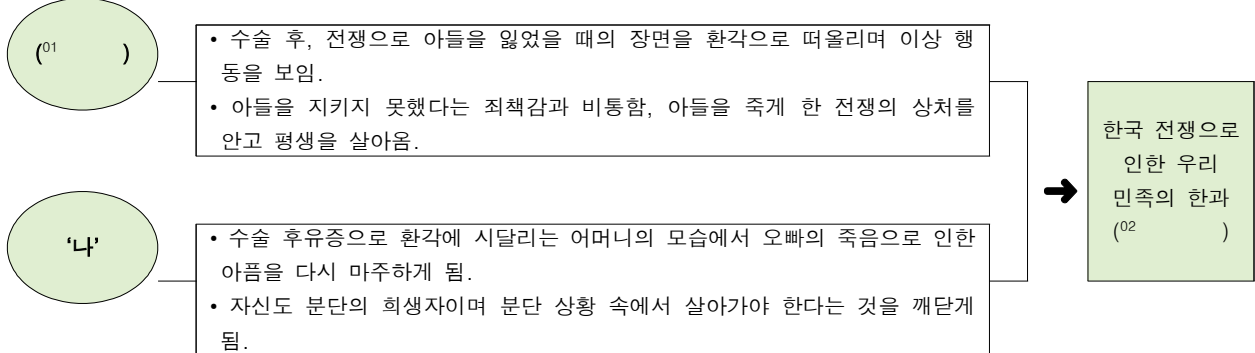 (01 )
• 수술 후, 전쟁으로 아들을 잃었을 때의 장면을 환각으로 떠올리며 이상 행
동을 보임.
• 아들을 지키지 못했다는 죄책감과 비통함, 아들을 죽게 한 전쟁의 상처를
안고 평생을 살아옴.
‘나’
• 수술 후유증으로 환각에 시달리는 어머니의 모습에서 오빠의 죽음으로 인한
아픔을 다시 마주하게 됨.
• 자신도 분단의 희생자이며 분단 상황 속에서 살아가야 한다는 것을 깨닫게
됨.
➜
한국 전쟁으로
인한 우리
민족의 한과
(02 )